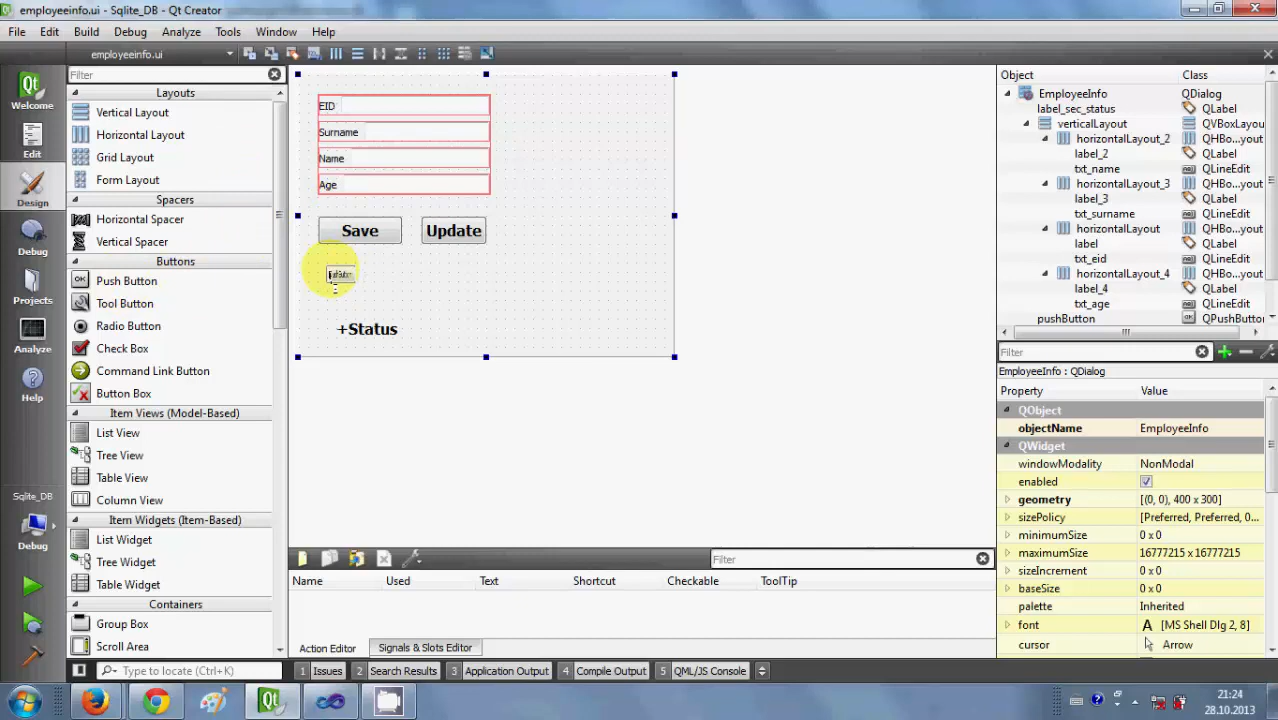 employeeinfo.ui - Sqlite_DB - Qt Creator
File Edit Build Debug Analyze Tools Window Help
employeeinfo.ui
Filter
Welcome
Edit
Design
Debug
Projects
Analyze
Help
Sqlite_DB
Debug
Layouts
Vertical Layout
Horizontal Layout
Grid Layout
Form Layout
Spacers
Horizontal Spacer
Vertical Spacer
Buttons
Push Button
Tool Button
Radio Button
Check Box
Command Link Button
Button Box
Item Views (Model-Based)
List View
Tree View
Table View
Column View
Item Widgets (Item-Based)
List Widget
Tree Widget
Table Widget
Containers
Group Box
Scroll Area
EID
Surname
Name
Age
Save Update
+Status
Filter
Name Used Text Shortcut Checkable ToolTip
Action Editor Signals & Slots Editor
Object Class
EmployeeInfo QDialog
label_sec_status QLabel
verticalLayout QVBoxLayou
horizontalLayout_2 QHBo...yout
label_2 QLabel
txt_name QLineEdit
horizontalLayout_3 QHBo...yout
label_3 QLabel
txt_surname QLineEdit
horizontalLayout QHBo...yout
label QLabel
txt_eid QLineEdit
horizontalLayout_4 QHBo...yout
label_4 QLabel
txt_age QLineEdit
pushButton QPushButton
Filter
EmployeeInfo : QDialog
Property Value
QObject
objectName EmployeeInfo
QWidget
windowModality NonModal
enabled
geometry [(0, 0), 400 x 300]
sizePolicy [Preferred, Preferred, 0...
minimumSize 0 x 0
maximumSize 16777215 x 16777215
sizeIncrement 0 x 0
baseSize 0 x 0
palette Inherited
font A [MS Shell Dlg 2, 8]
cursor Arrow
Type to locate (Ctrl+K) 1 Issues 2 Search Results 3 Application Output 4 Compile Output 5 QML/JS Console
21:24
28.10.2013